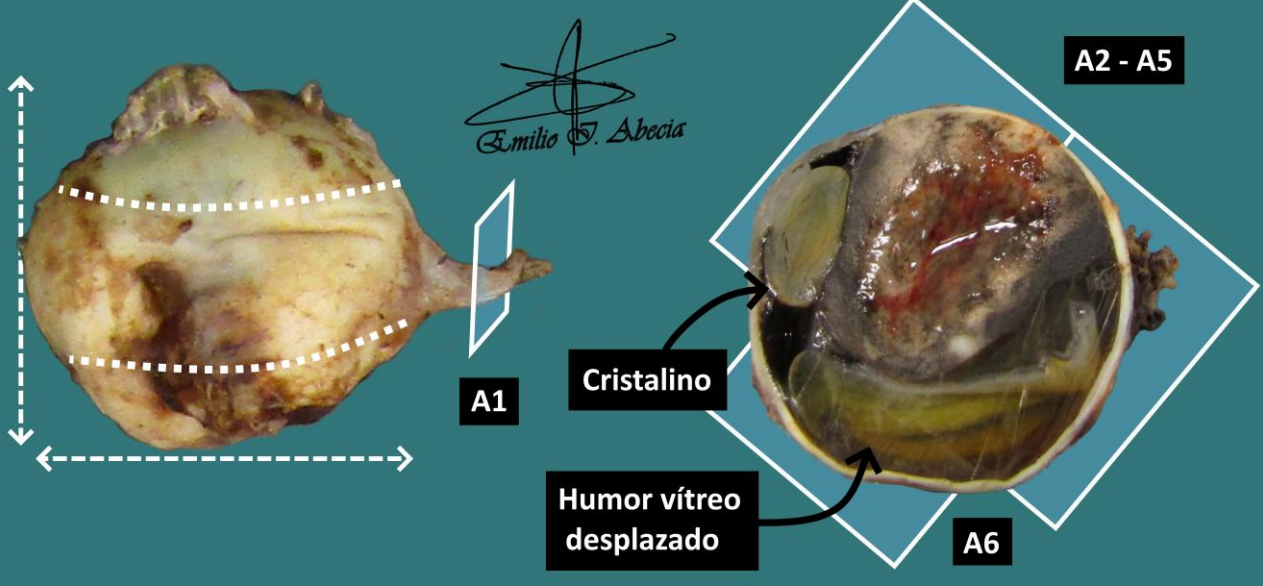 A2 - A5
Emilio I. Abecia
Cristalino
A1
Humor vítreo
desplazado
A6